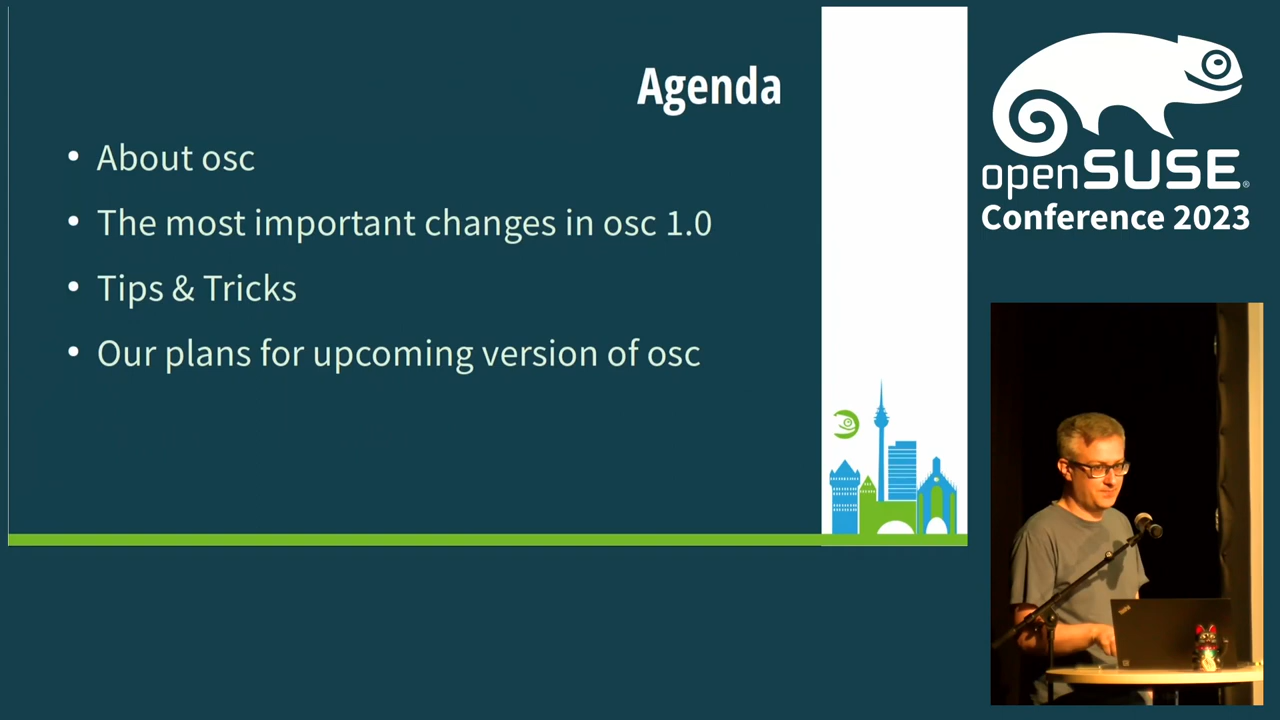 Agenda
• About osc
• The most important changes in osc 1.0
• Tips & Tricks
• Our plans for upcoming version of osc
openSUSE®
Conference 2023
ThinkPad